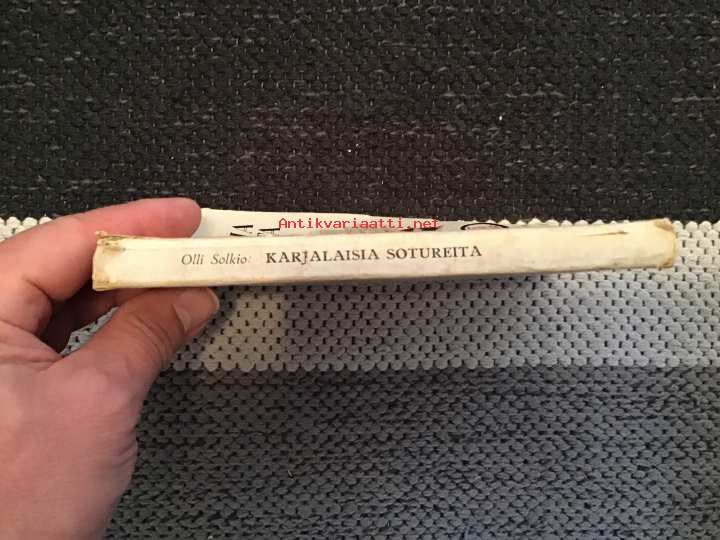 Antikvariaatti.net
Olli Solkio: KARJALAISIA SOTUREITA